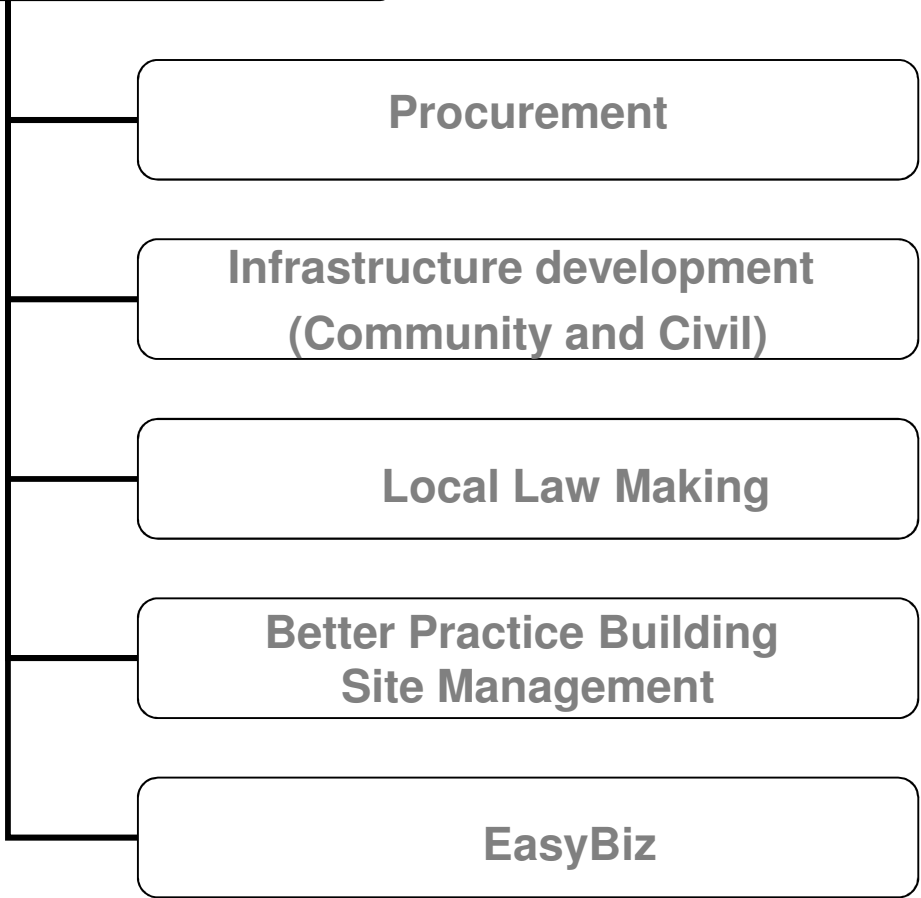 Procurement
Infrastructure development
(Community and Civil)
Local Law Making
Better Practice Building
Site Management
EasyBiz